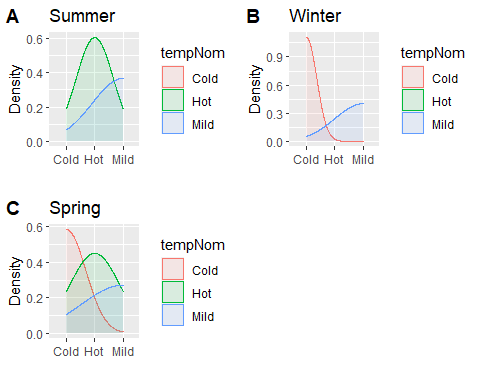 A Summer
0.6
0.4
0.2
0.0
Density
Cold Hot Mild
tempNom
Cold
Hot
Mild
B Winter
0.9
0.6
0.3
0.0
Density
Cold Hot Mild
tempNom
Cold
Hot
Mild
C Spring
0.6
0.4
0.2
0.0
Density
Cold Hot Mild
tempNom
Cold
Hot
Mild